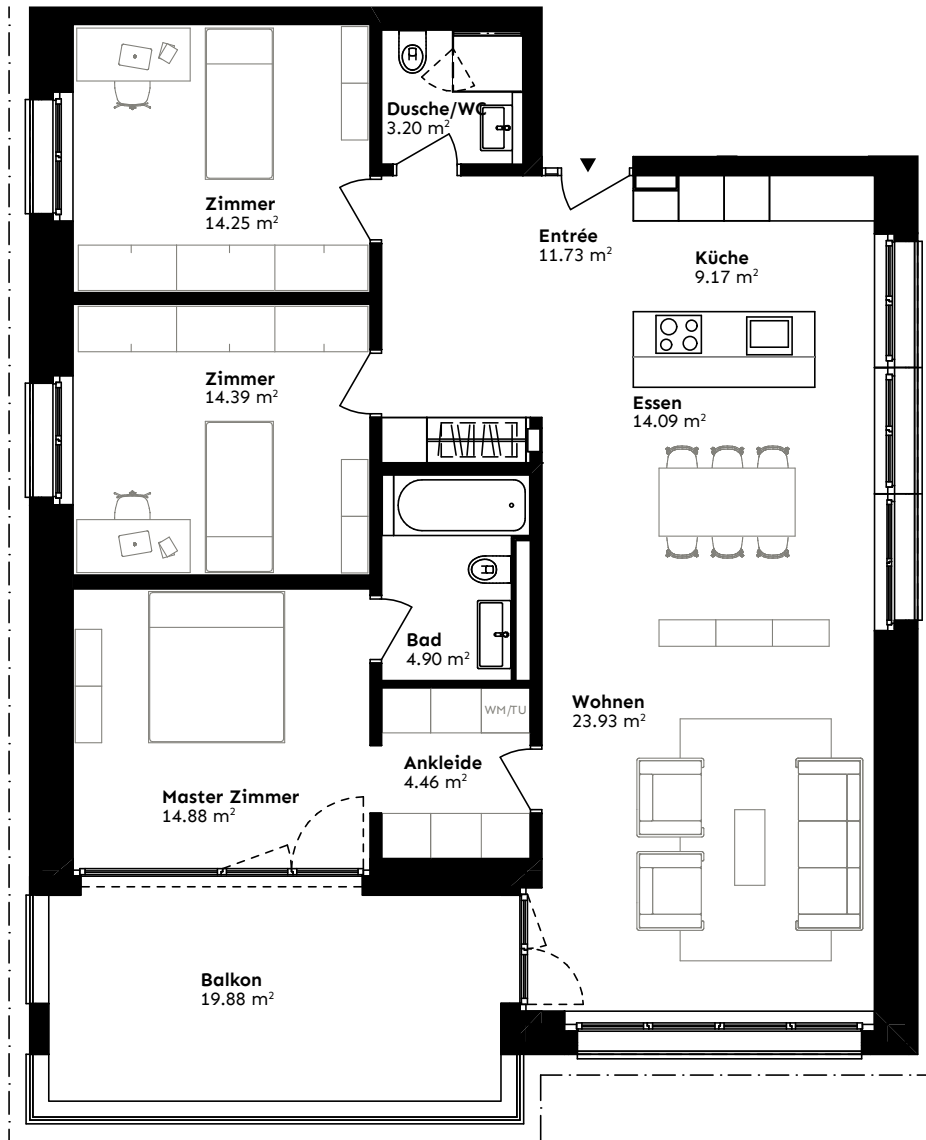 Dusche/WC
3.20 m²
Zimmer
14.25 m²
Entrée
11.73 m²
Küche
9.17 m²
Zimmer
14.39 m²
Essen
14.09 m²
Bad
4.90 m²
WM/TU
Wohnen
23.93 m²
Ankleide
4.46 m²
Master Zimmer
14.88 m²
Balkon
19.88 m²